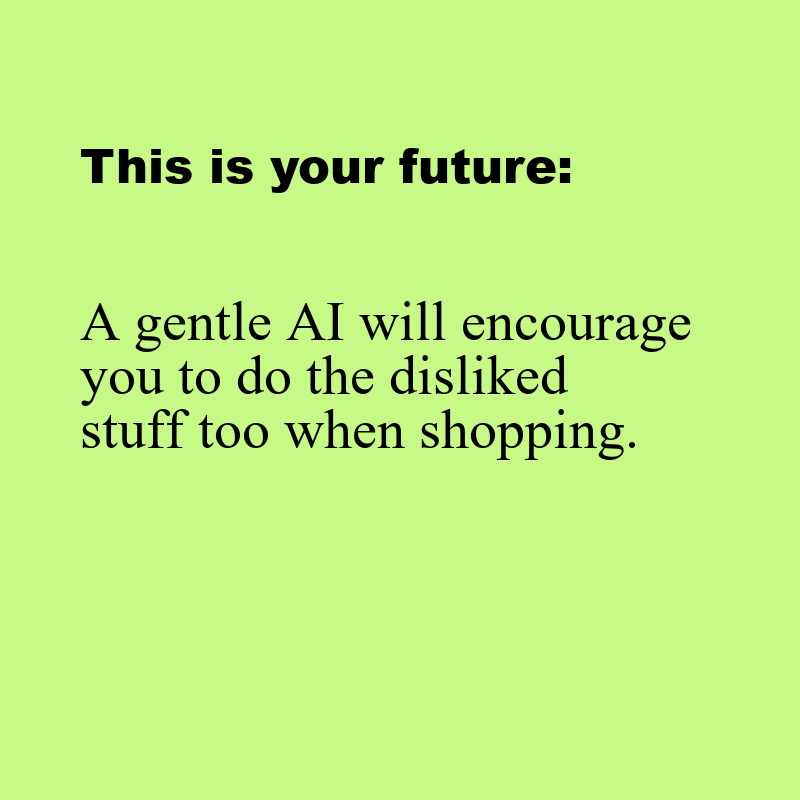 This is your future:
A gentle AI will encourage
you to do the disliked
stuff too when shopping.